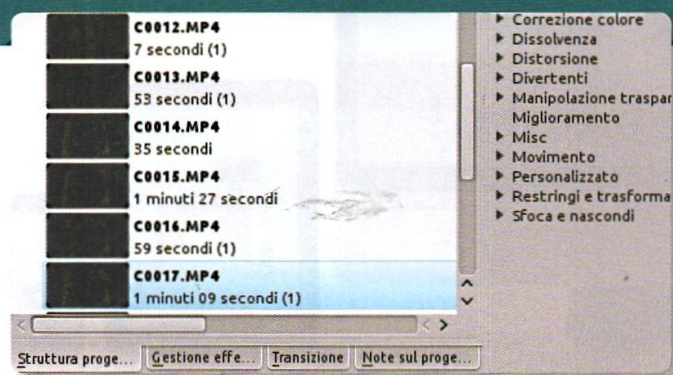 C0012.MP4
7 secondi (1)
C0013.MP4
53 secondi (1)
C0014.MP4
35 secondi
C0015.MP4
1 minuti 27 secondi
C0016.MP4
59 secondi (1)
C0017.MP4
1 minuti 09 secondi (1)
Struttura proge...
Gestione effe...
Transizione
Note sul proge...
Correzione colore
Dissolvenza
Distorsione
Divertenti
Manipolazione traspar
Miglioramento
Misc
Movimento
Personalizzato
Restringi e trasforma
Sfoca e nascondi